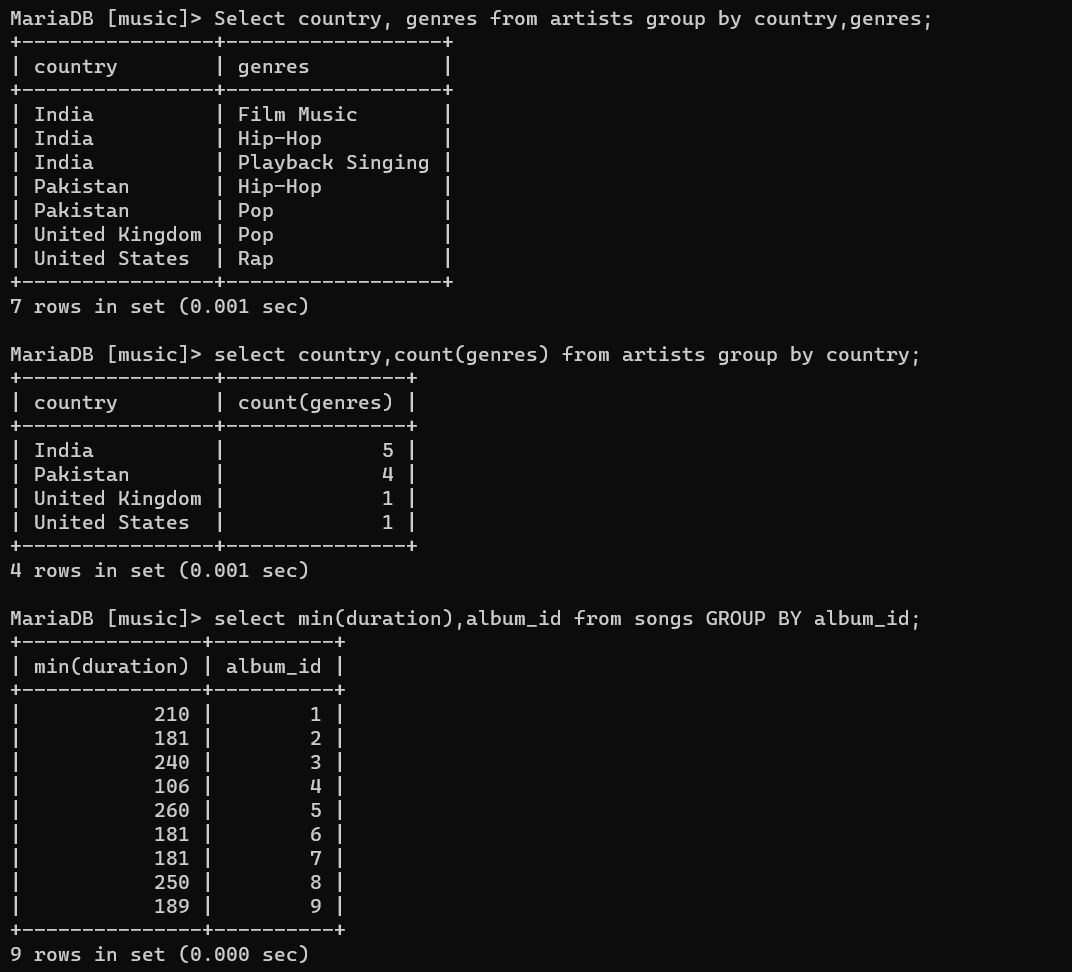 MariaDB [music]> Select country, genres from artists group by country,genres;
+----------------+------------------+
| country        | genres           |
+----------------+------------------+
| India          | Film Music       |
| India          | Hip-Hop          |
| India          | Playback Singing |
| Pakistan       | Hip-Hop          |
| Pakistan       | Pop              |
| United Kingdom | Pop              |
| United States  | Rap              |
+----------------+------------------+
7 rows in set (0.001 sec)

MariaDB [music]> select country,count(genres) from artists group by country;
+----------------+---------------+
| country        | count(genres) |
+----------------+---------------+
| India          |             5 |
| Pakistan       |             4 |
| United Kingdom |             1 |
| United States  |             1 |
+----------------+---------------+
4 rows in set (0.001 sec)

MariaDB [music]> select min(duration),album_id from songs GROUP BY album_id;
+---------------+----------+
| min(duration) | album_id |
+---------------+----------+
|           210 |        1 |
|           181 |        2 |
|           240 |        3 |
|           106 |        4 |
|           260 |        5 |
|           181 |        6 |
|           181 |        7 |
|           250 |        8 |
|           189 |        9 |
+---------------+----------+
9 rows in set (0.000 sec)